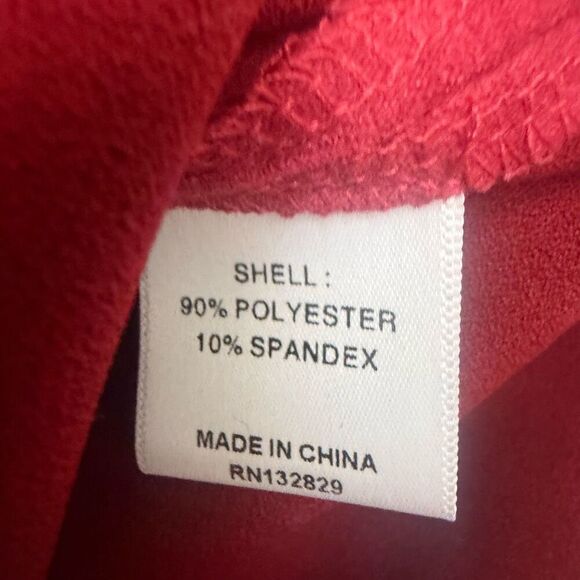 SHELL :
90% POLYESTER
10% SPANDEX
MADE IN CHINA
RN132829